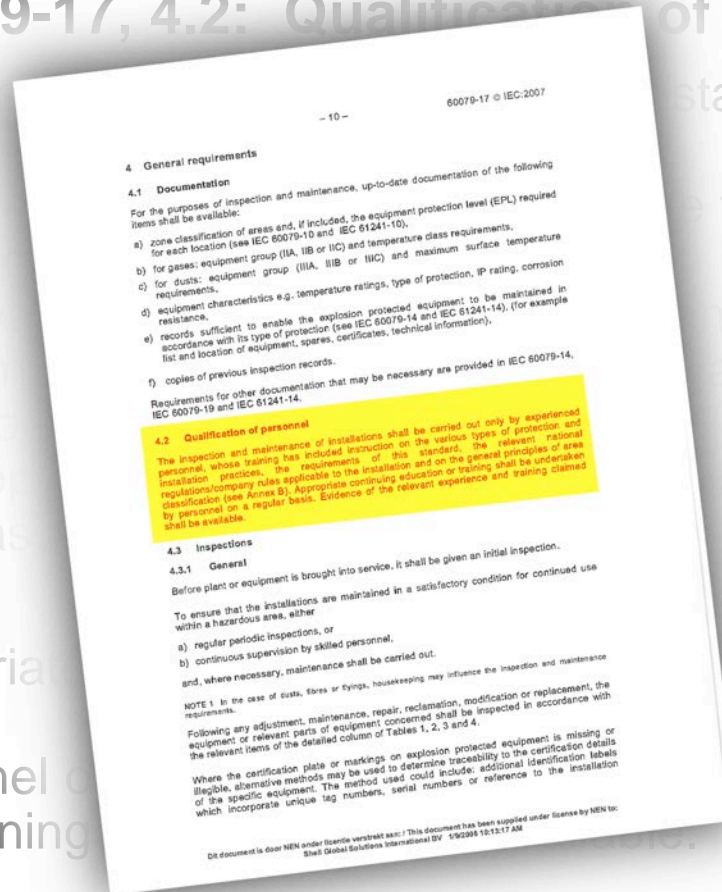 9-17, 4.2: Qualification of
sta
60079-17 © IEC:2007
– 10 –
4 General requirements
4.1 Documentation
For the purposes of inspection and maintenance, up-to-date documentation of the following
items shall be available:
a) zone classification of areas and, if included, the equipment protection level (EPL) required
for each location (see IEC 60079-10 and IEC 61241-10),
b) for gases: equipment group (IIA, IIB or IIC) and temperature class requirements,
c) for dusts: equipment group (IIIA, IIIB or IIIC) and maximum surface temperature
requirements,
d) equipment characteristics e.g. temperature ratings, type of protection, IP rating, corrosion
resistance,
e) records sufficient to enable the explosion protected equipment to be maintained in
accordance with its type of protection (see IEC 60079-14 and IEC 61241-14), (for example
list and location of equipment, spares, certificates, technical information),
f) copies of previous inspection records.
Requirements for other documentation that may be necessary are provided in IEC 60079-14,
IEC 60079-19 and IEC 61241-14.
4.2 Qualification of personnel
The inspection and maintenance of installations shall be carried out only by experienced
personnel, whose training has included instruction on the various types of protection and
installation practices, the requirements of this standard, the relevant national
regulations/company rules applicable to the installation and on the general principles of area
classification (see Annex B). Appropriate continuing education or training shall be undertaken
by personnel on a regular basis. Evidence of the relevant experience and training claimed
shall be available.
4.3 Inspections
4.3.1 General
Before plant or equipment is brought into service, it shall be given an initial inspection.
To ensure that the installations are maintained in a satisfactory condition for continued use
within a hazardous area, either
a) regular periodic inspections, or
b) continuous supervision by skilled personnel,
and, where necessary, maintenance shall be carried out.
NOTE 1 In the case of dusts, fibres or flyings, housekeeping may influence the inspection and maintenance
requirements.
Following any adjustment, maintenance, repair, reclamation, modification or replacement, the
equipment or relevant parts of equipment concerned shall be inspected in accordance with
the relevant items of the detailed column of Tables 1, 2, 3 and 4.
Where the certification plate or markings on explosion protected equipment is missing or
illegible, alternative methods may be used to determine traceability to the certification details
of the specific equipment. The method used could include: additional identification labels
which incorporate unique tag numbers, serial numbers or reference to the installation
Dit document is door NEN onder licentie verstrekt aan: / This document has been supplied under license by NEN to:
Shell Global Solutions International BV 1/9/2008 10:13:17 AM
ria
nel
ning